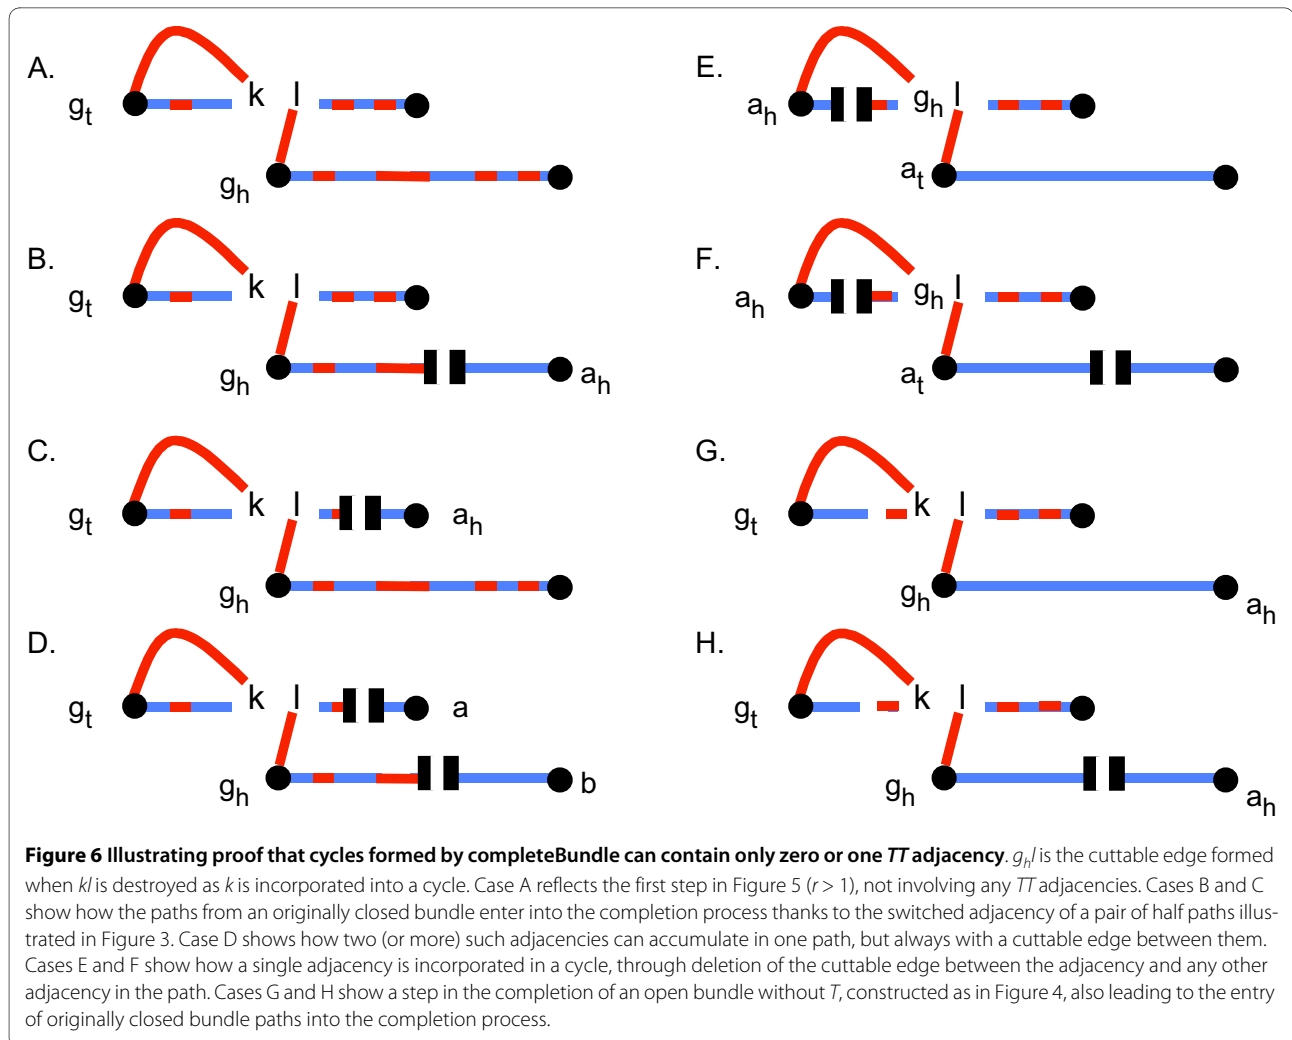 A.
k
l
g_t
g_h
B.
k
l
g_t
g_h
a_h
C.
k
l
g_t
a_h
g_h
D.
k
l
g_t
a
g_h
b
E.
g_h
l
a_h
a_t
F.
g_h
l
a_h
a_t
G.
k
l
g_t
g_h
a_h
H.
k
l
g_t
g_h
a_h
Figure 6 Illustrating proof that cycles formed by completeBundle can contain only zero or one TT adjacency. g_hl is the cuttable edge formed
when kl is destroyed as k is incorporated into a cycle. Case A reflects the first step in Figure 5 (r > 1), not involving any TT adjacencies. Cases B and C
show how the paths from an originally closed bundle enter into the completion process thanks to the switched adjacency of a pair of half paths illus-
trated in Figure 3. Case D shows how two (or more) such adjacencies can accumulate in one path, but always with a cuttable edge between them.
Cases E and F show how a single adjacency is incorporated in a cycle, through deletion of the cuttable edge between the adjacency and any other
adjacency in the path. Cases G and H show a step in the completion of an open bundle without T, constructed as in Figure 4, also leading to the entry
of originally closed bundle paths into the completion process.